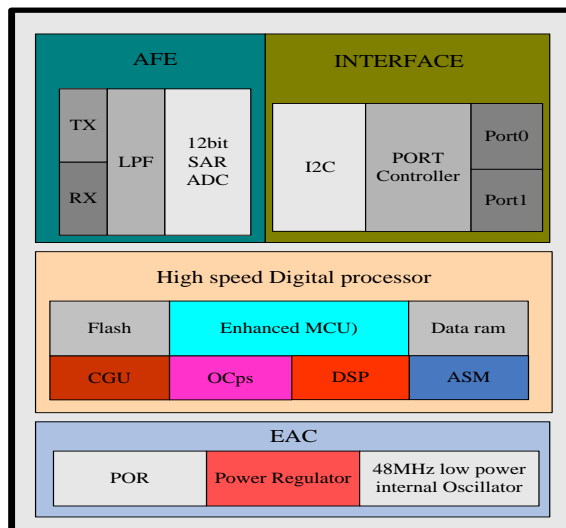 AFE
INTERFACE
TX
RX
LPF
12bit
SAR
ADC
I2C
PORT
Controller
Port0
Port1
High speed Digital processor
Flash
Enhanced MCU)
Data ram
CGU
OCps
DSP
ASM
EAC
POR
Power Regulator
48MHz low power
internal Oscillator